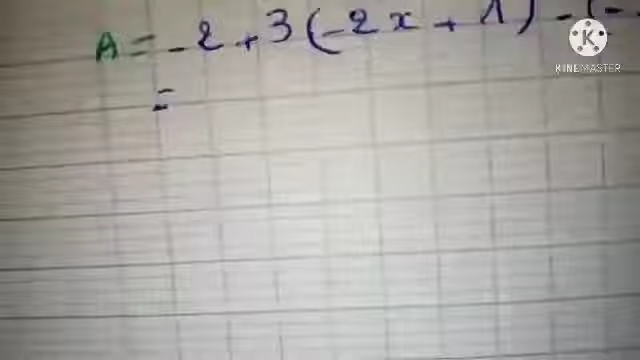 A = -2 + 3 (-2x + 1) - (-
=
KINEMASTER